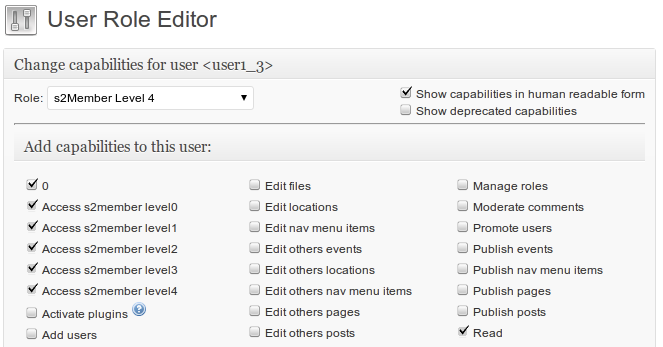 User Role Editor
Change capabilities for user <user1_3>
Role: s2Member Level 4
Show capabilities in human readable form
Show deprecated capabilities
Add capabilities to this user:
0
Access s2member level0
Access s2member level1
Access s2member level2
Access s2member level3
Access s2member level4
Activate plugins ?
Add users
Edit files
Edit locations
Edit nav menu items
Edit others events
Edit others locations
Edit others nav menu items
Edit others pages
Edit others posts
Manage roles
Moderate comments
Promote users
Publish events
Publish nav menu items
Publish pages
Publish posts
Read